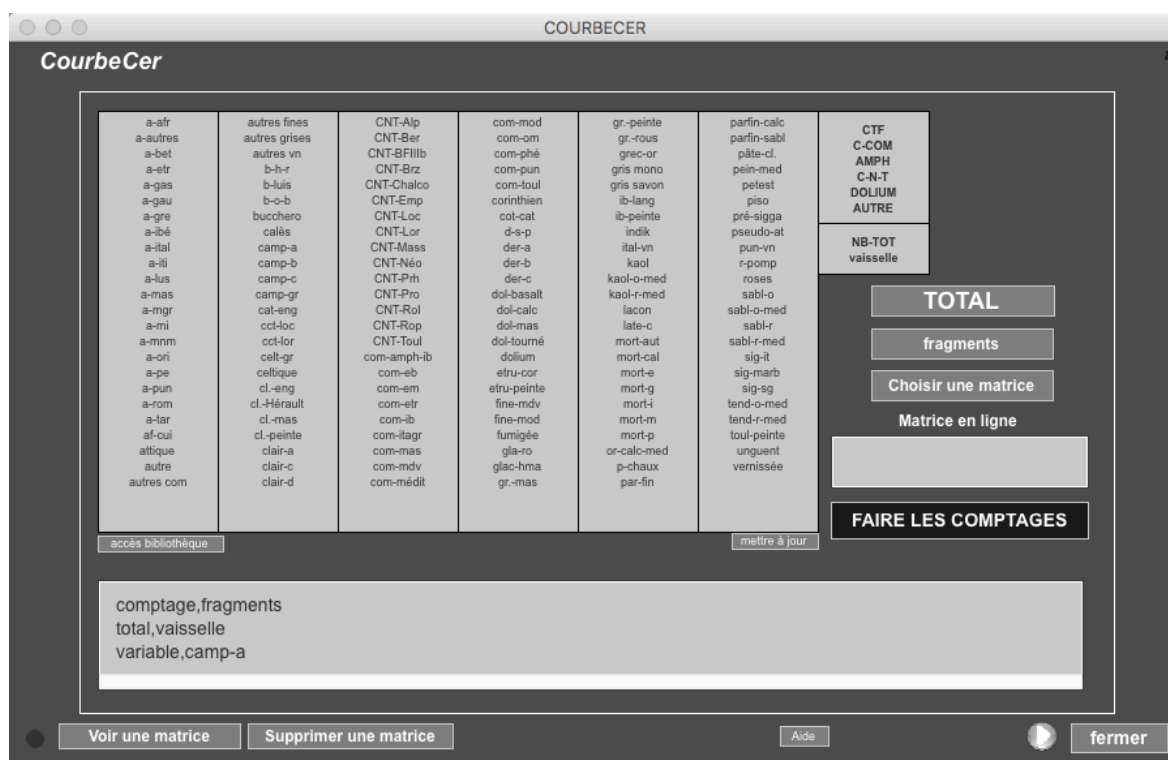 COURBECER
CourbeCer
a-afr
a-autres
a-bet
a-etr
a-gas
a-gau
a-gre
a-ibé
a-ital
a-iti
a-lus
a-mas
a-mgr
a-mi
a-mnm
a-ori
a-pe
a-pun
a-rom
a-tar
af-cui
attique
autre
autres com
autres fines
autres grises
autres vn
b-h-r
b-luis
b-o-b
bucchero
calès
camp-a
camp-b
camp-c
camp-gr
cat-eng
cct-loc
cct-lor
celt-gr
celtique
cl.-eng
cl.-Hérault
cl.-mas
cl.-peinte
clair-a
clair-c
clair-d
CNT-Alp
CNT-Ber
CNT-BFIIIb
CNT-Brz
CNT-Chalco
CNT-Emp
CNT-Loc
CNT-Lor
CNT-Mass
CNT-Néo
CNT-Prh
CNT-Pro
CNT-Rol
CNT-Rop
CNT-Toul
com-amph-ib
com-eb
com-em
com-etr
com-ib
com-itagr
com-mas
com-mdv
com-médit
com-mod
com-om
com-phé
com-pun
com-toul
corinthien
cot-cat
d-s-p
der-a
der-b
der-c
dol-basalt
dol-calc
dol-mas
dol-tourné
dolium
etru-cor
etru-peinte
fine-mdv
fine-mod
fumigée
gla-ro
glac-hma
gr.-mas
gr.-peinte
gr.-rous
grec-or
gris mono
gris savon
ib-lang
ib-peinte
indik
ital-vn
kaol
kaol-o-med
kaol-r-med
lacon
late-c
mort-aut
mort-cal
mort-e
mort-g
mort-i
mort-m
mort-p
or-calc-med
p-chaux
par-fin
parfin-calc
parfin-sabl
pâte-cl.
pein-med
petest
piso
pré-sigga
pseudo-at
pun-vn
r-pomp
roses
sabl-o
sabl-o-med
sabl-r
sabl-r-med
sig-it
sig-marb
sig-sg
tend-o-med
tend-r-med
toul-peinte
unguent
vernissée
CTF
C-COM
AMPH
C-N-T
DOLIUM
AUTRE
NB-TOT
vaisselle
TOTAL
fragments
Choisir une matrice
Matrice en ligne
FAIRE LES COMPTAGES
accès bibliothèque
mettre à jour
comptage,fragments
total,vaisselle
variable,camp-a
Voir une matrice
Supprimer une matrice
Aide
fermer